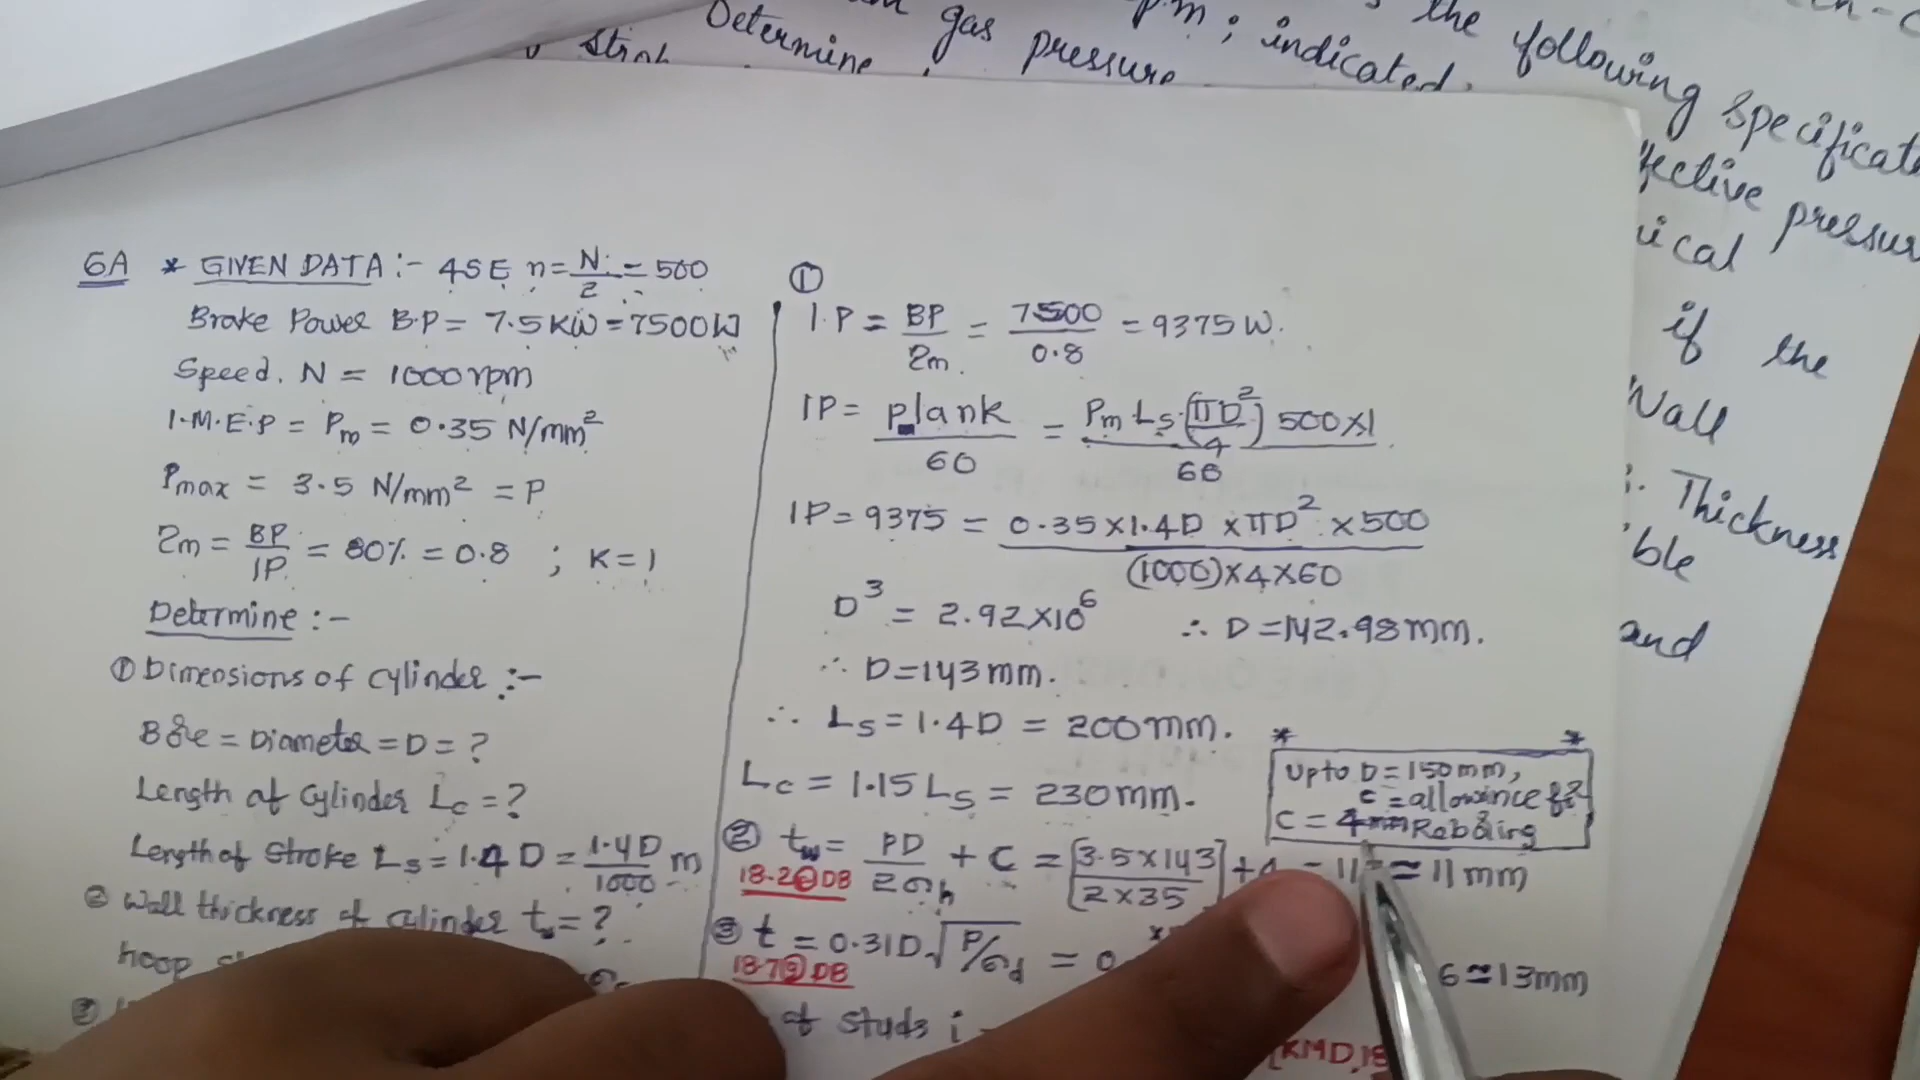 the following
gas p.m ; indicated
Determine pressure
specificat
pressur
ical
if the
Wall
Thickness
and
6A * GIVEN DATA :- 4SE, n = N/2 = 500
Brake Power B.P = 7.5 KW = 7500W
Speed. N = 1000 rpm
I.M.E.P = Pm = 0.35 N/mm²
Pmax = 3.5 N/mm² = P
ηm = BP/IP = 80% = 0.8 ; K = 1
Determine :-
① Dimensions of cylinder :-
Bore = Diameter = D = ?
Length of Cylinder Lc = ?
Length of Stroke Ls = 1.4 D = 1.4D/1000 m
② Wall thickness of cylinder tw = ?
hoop
③
①
I.P = BP/ηm = 7500/0.8 = 9375 W.
IP = plank/60 = Pm Ls (πD²/4) 500×1/60
IP = 9375 = 0.35×1.4D × πD² × 500/(1000)×4×60
D³ = 2.92×10⁶ ∴ D = 142.98 mm.
∴ D = 143 mm.
∴ Ls = 1.4D = 200 mm.
Lc = 1.15 Ls = 230 mm.
* *
Upto D = 150 mm,
c = allowince for
C = 4mm Reboring
② tw = PD/2σh + C = [3.5×143/2×35] + 4 = 11 ≈ 11 mm
18.2 DB
③ t = 0.31D √P/σd = 0. 6 ≈ 13 mm
18.7 DB
of studs i
[KMD, 18